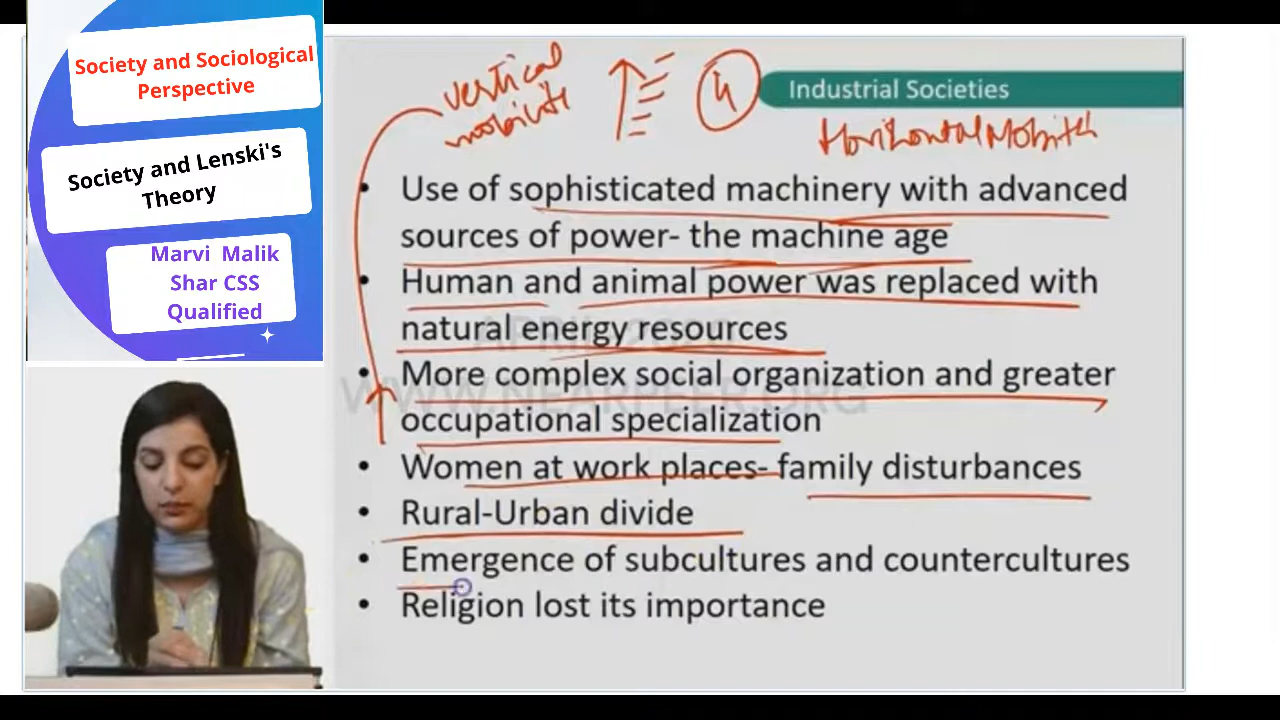 Society and Sociological
Perspective
Society and Lenski's
Theory
Marvi Malik
Shar CSS
Qualified
vertical
mobility
4
Industrial Societies
Horizontal Mobility
• Use of sophisticated machinery with advanced
sources of power- the machine age
• Human and animal power was replaced with
natural energy resources
• More complex social organization and greater
occupational specialization
• Women at work places- family disturbances
• Rural-Urban divide
• Emergence of subcultures and countercultures
• Religion lost its importance
WWW.NEARPEER.ORG